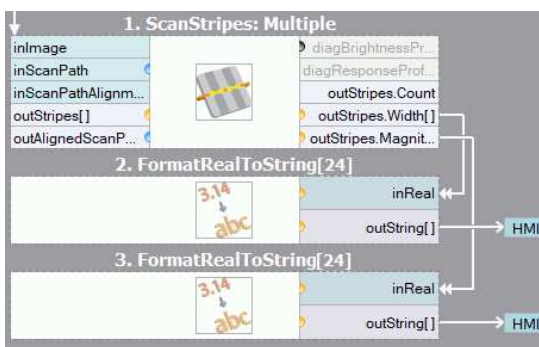 1. ScanStripes: Multiple
inImage
diagBrightnessPr...
inScanPath
diagResponseProf...
inScanPathAlignm...
outStripes.Count
outStripes[]
outStripes.Width[]
outAlignedScanP...
outStripes.Magnit...
2. FormatRealToString[24]
3.14
abc
inReal
outString[]
HMI
3. FormatRealToString[24]
3.14
abc
inReal
outString[]
HMI